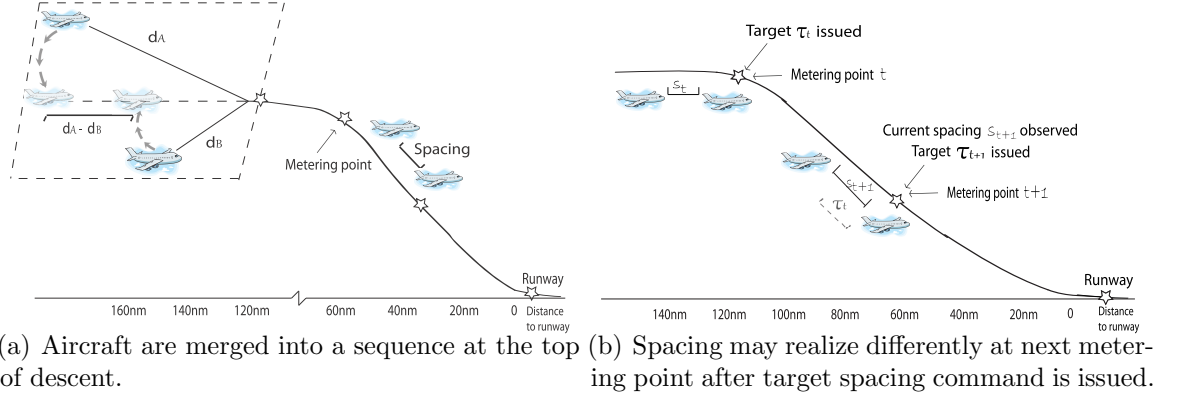 dA
dB
dA - dB
Metering point
Spacing
Runway
160nm 140nm 120nm 60nm 40nm 20nm 0 Distance
to runway
(a) Aircraft are merged into a sequence at the top
of descent.
Target τt issued
Metering point t
st
Current spacing st+1 observed
Target τt+1 issued
st+1
Metering point t+1
τt
Runway
140nm 120nm 100nm 80nm 60nm 40nm 20nm 0 Distance
to runway
(b) Spacing may realize differently at next meter-
ing point after target spacing command is issued.